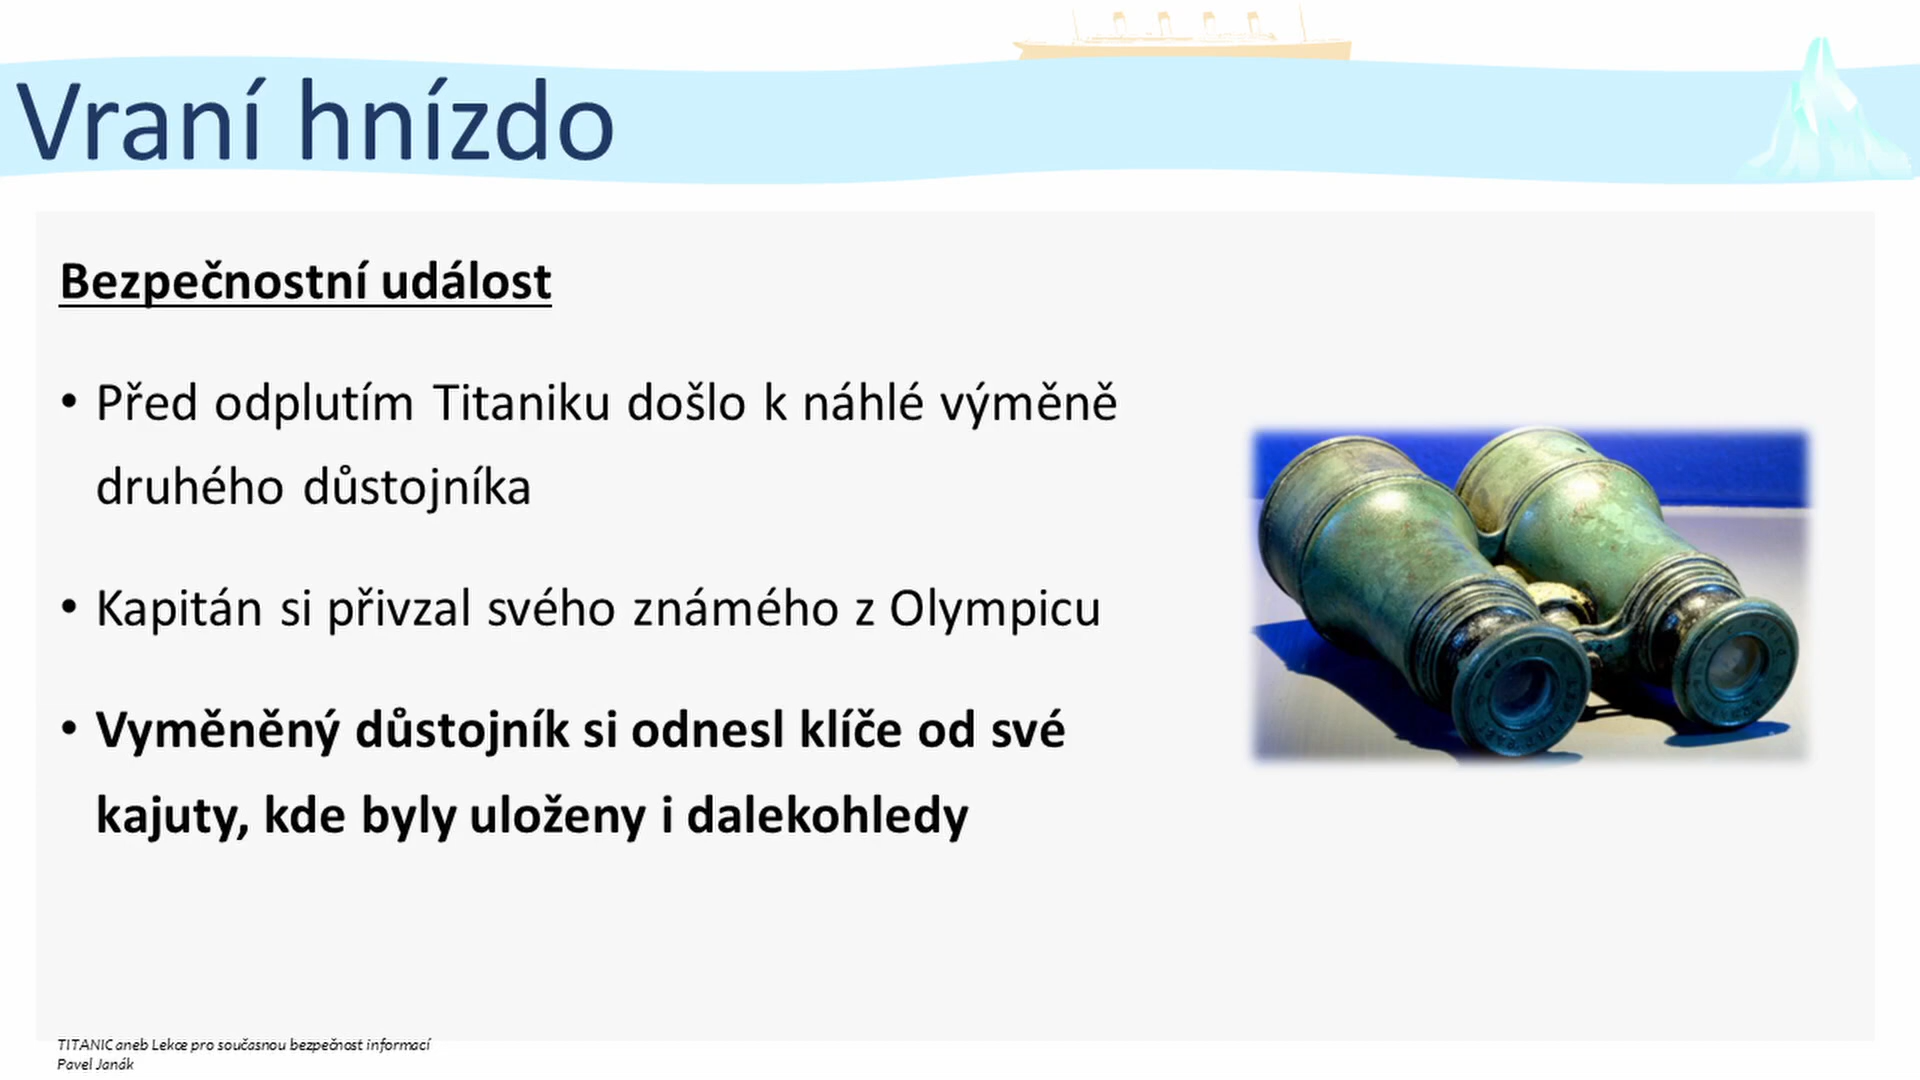 Vraní hnízdo
Bezpečnostní událost
• Před odplutím Titaniku došlo k náhlé výměně
druhého důstojníka
• Kapitán si přivzal svého známého z Olympicu
• Vyměněný důstojník si odnesl klíče od své
kajuty, kde byly uloženy i dalekohledy
TITANIC aneb Lekce pro současnou bezpečnost informací
Pavel Janák